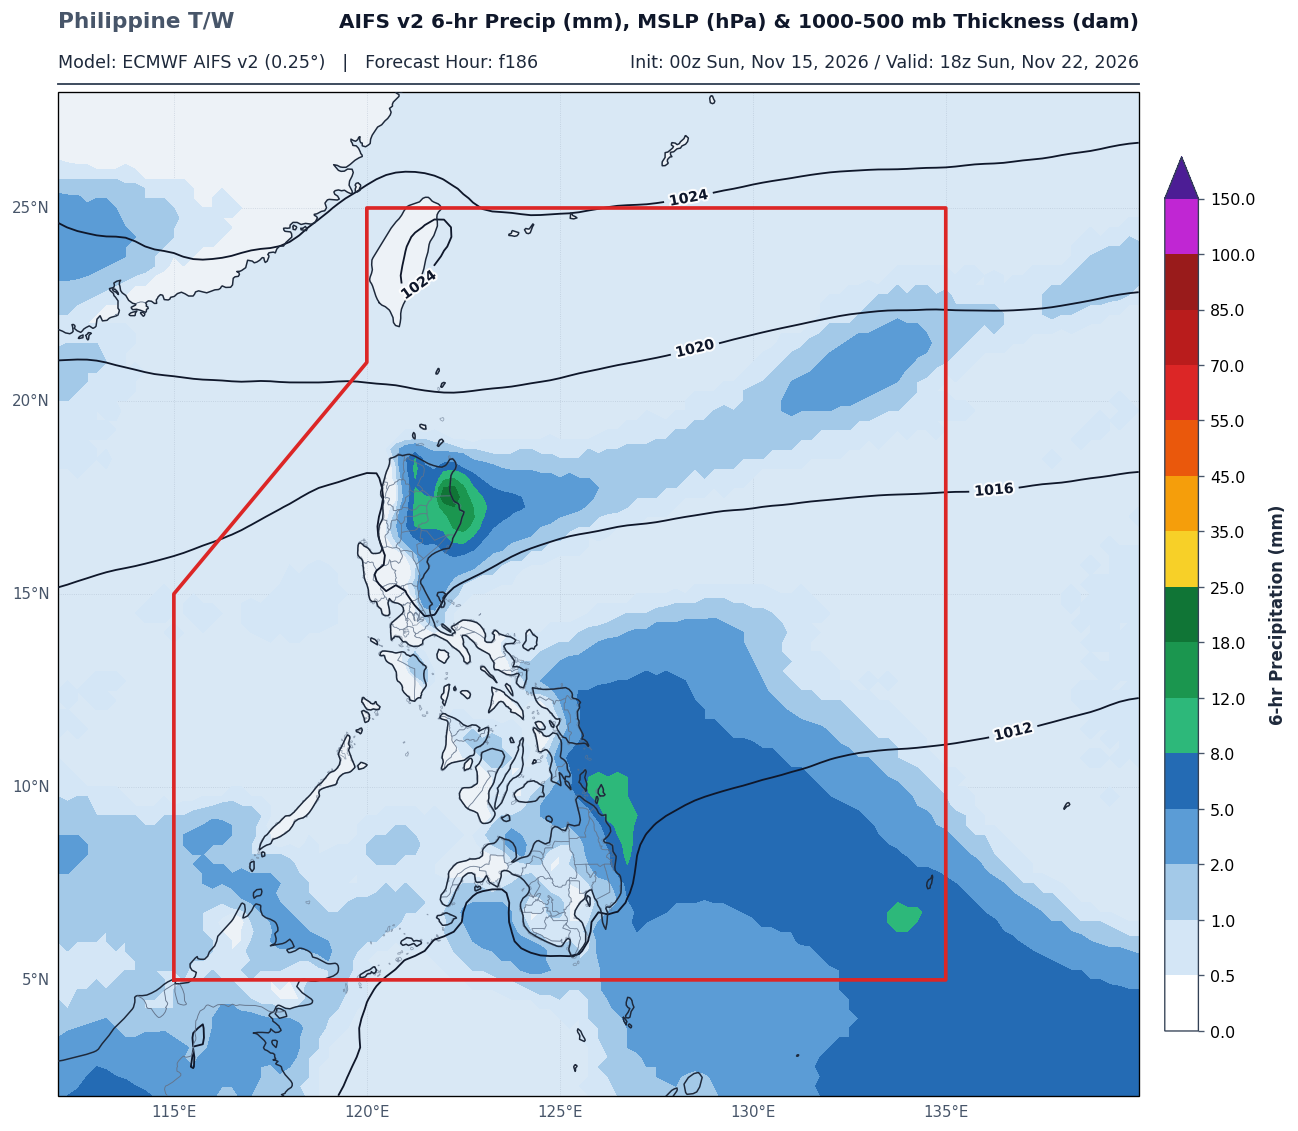 Philippine T/W
AIFS v2 6-hr Precip (mm), MSLP (hPa) & 1000-500 mb Thickness (dam)
Model: ECMWF AIFS v2 (0.25°) | Forecast Hour: f186
Init: 00z Sun, Nov 15, 2026 / Valid: 18z Sun, Nov 22, 2026
25°N
20°N
15°N
10°N
5°N
115°E
120°E
125°E
130°E
135°E
1024
1024
1020
1016
1012
150.0
100.0
85.0
70.0
55.0
45.0
35.0
25.0
18.0
12.0
8.0
5.0
2.0
1.0
0.5
0.0
6-hr Precipitation (mm)